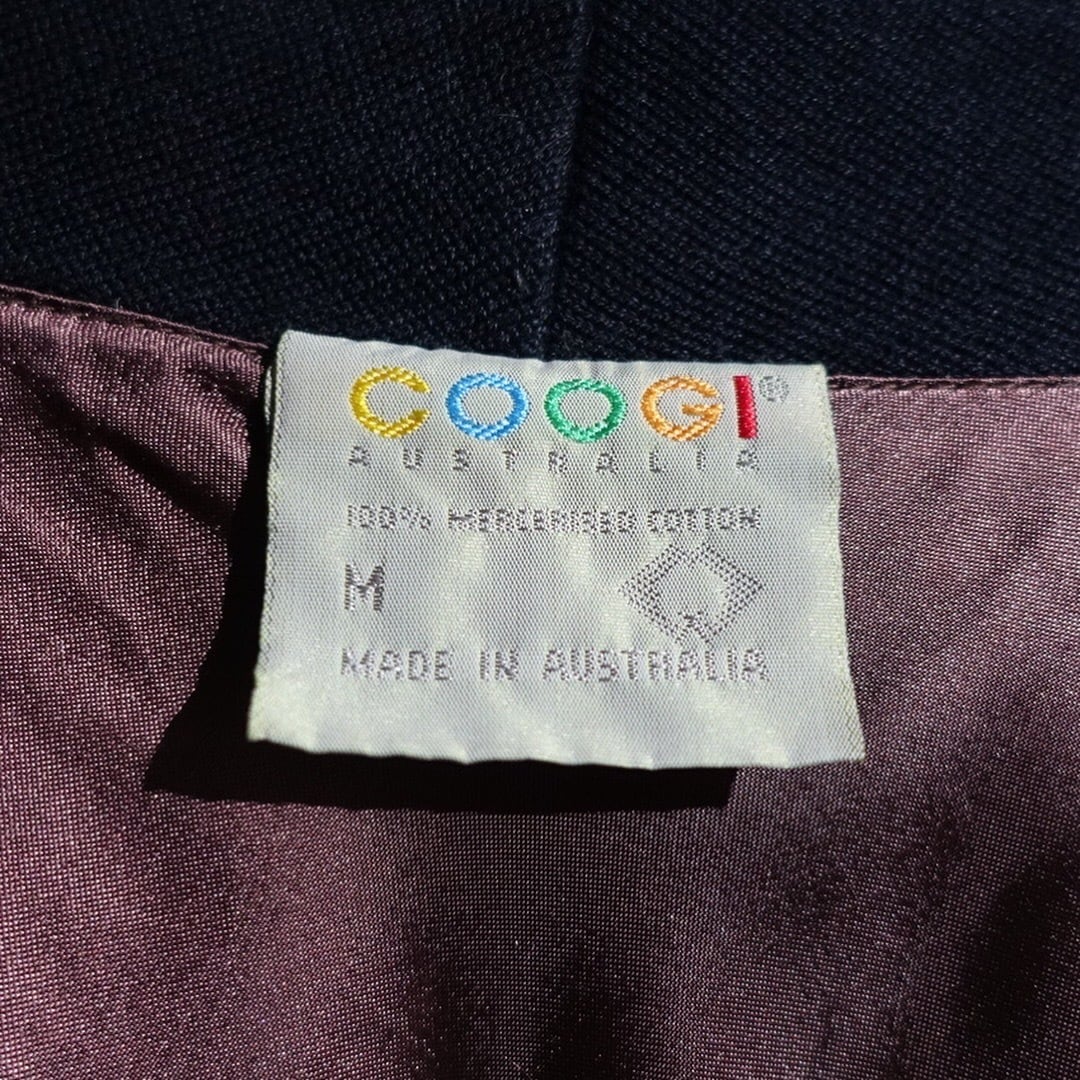 COOGI®
AUSTRALIA
100% MERCERISED COTTON
M
MADE IN AUSTRALIA